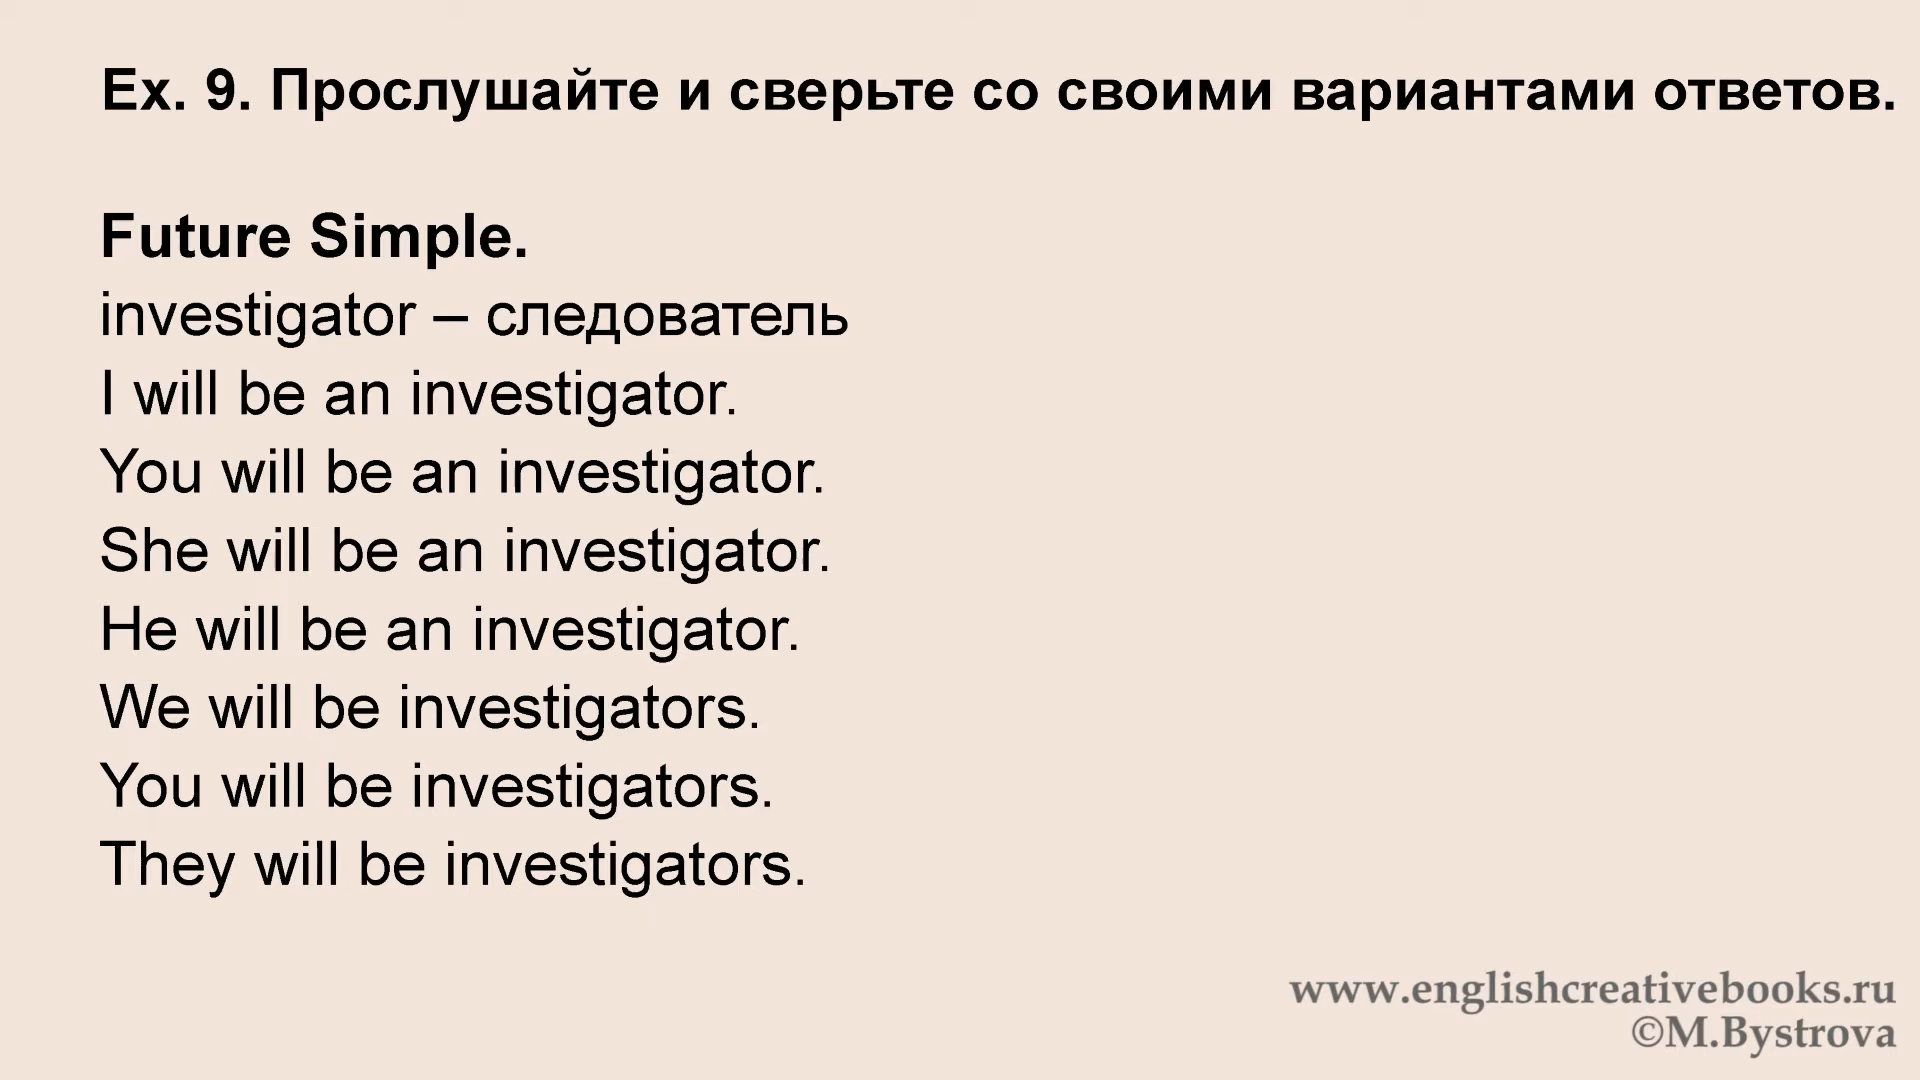 Ex. 9. Прослушайте и сверьте со своими вариантами ответов.
Future Simple.
investigator – следователь
I will be an investigator.
You will be an investigator.
She will be an investigator.
He will be an investigator.
We will be investigators.
You will be investigators.
They will be investigators.
www.englishcreativebooks.ru
©M.Bystrova